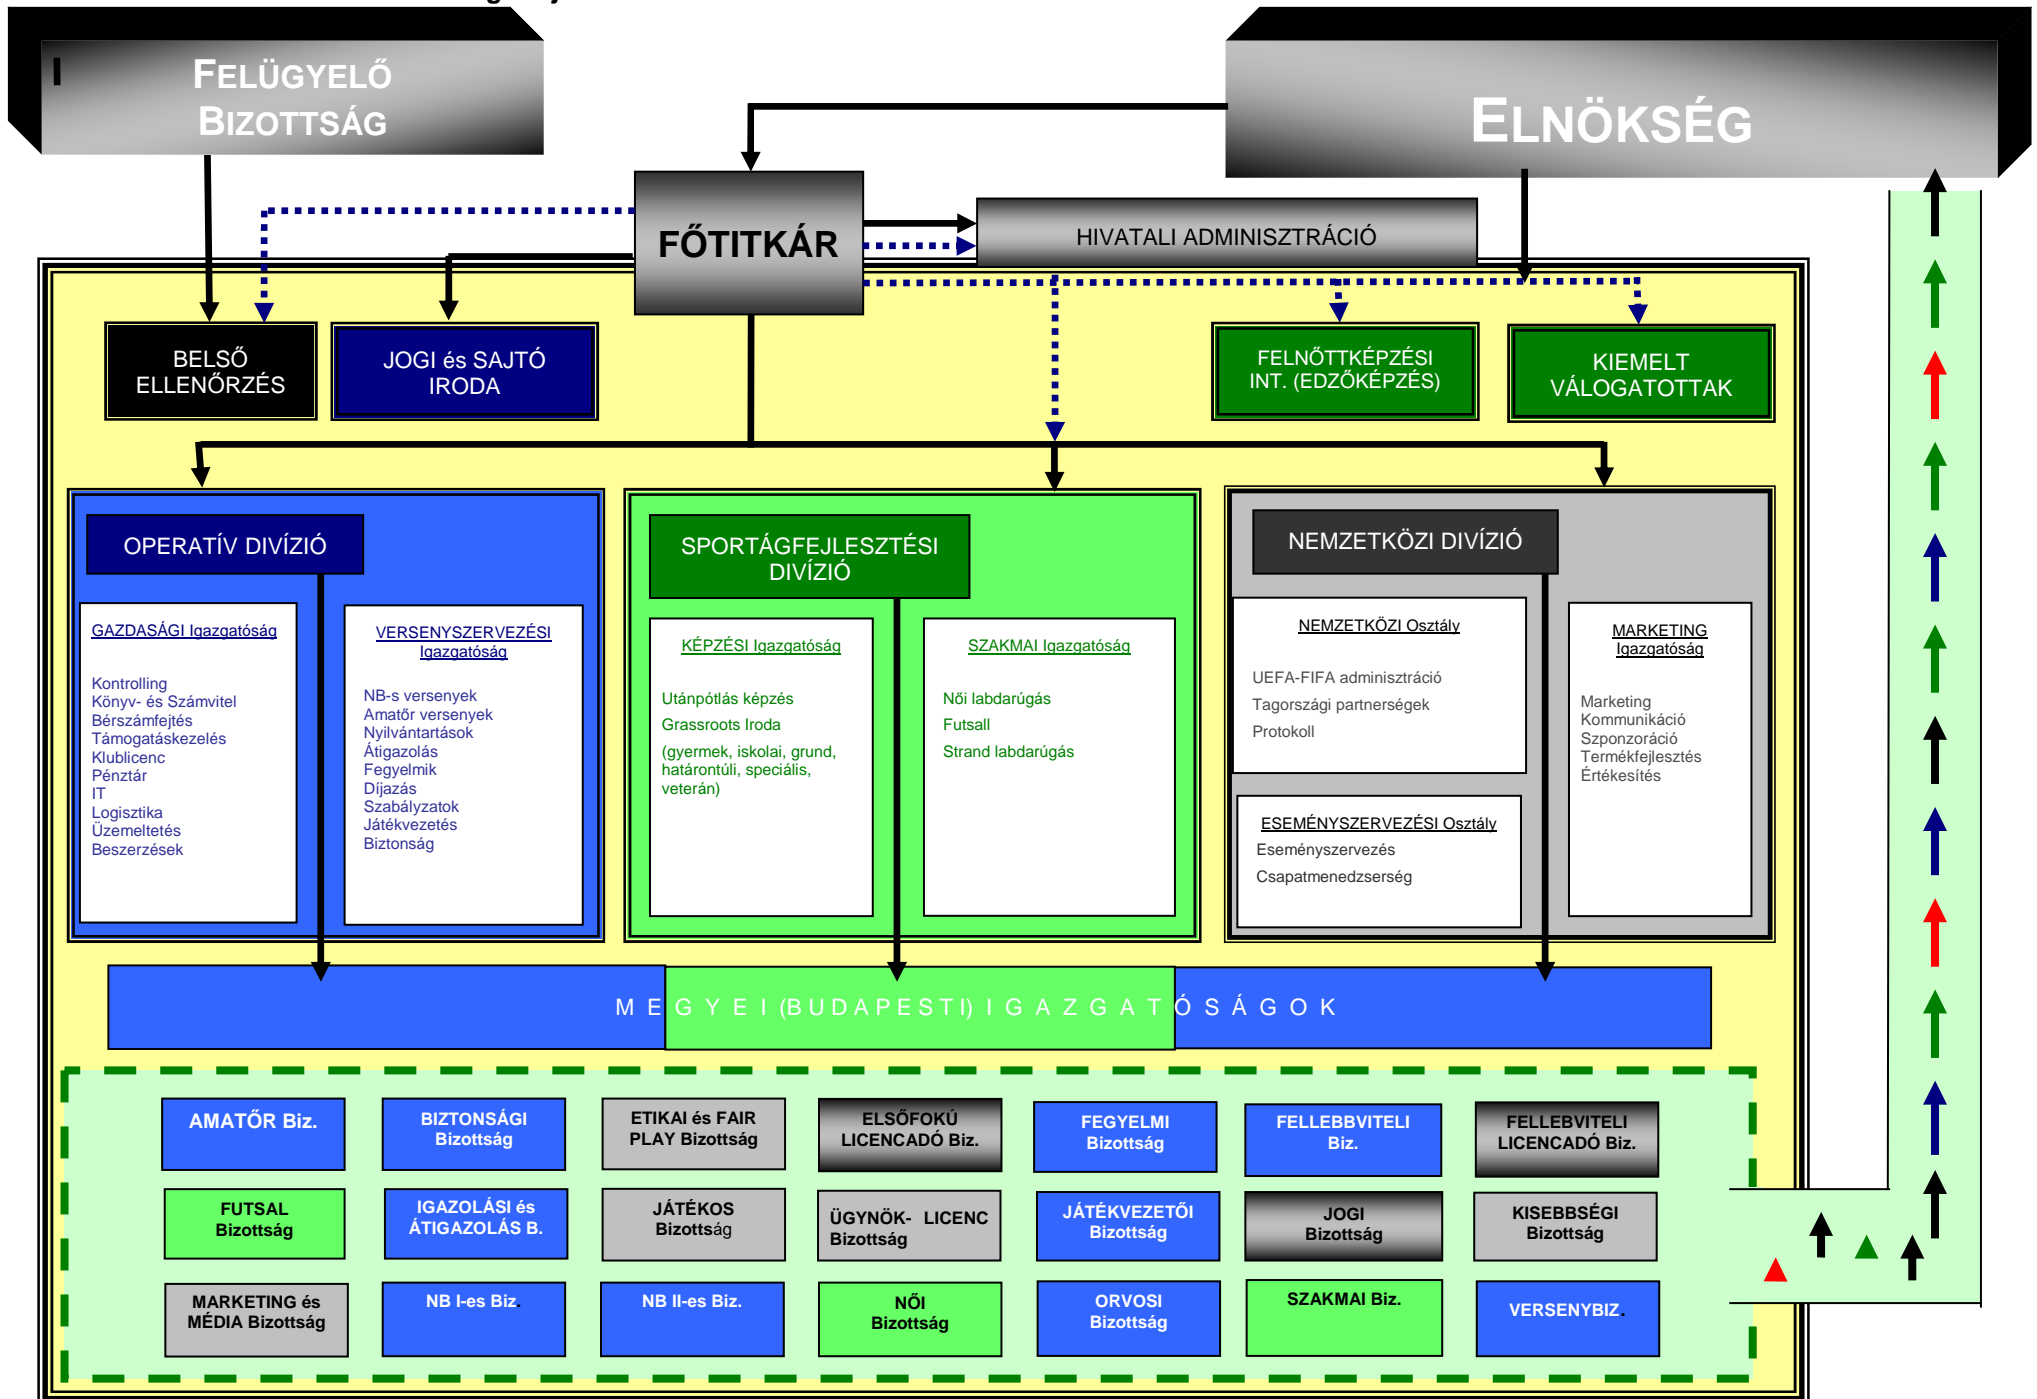 FELÜGYELŐ
BIZOTTSÁG
ELNÖKSÉG
FŐTITKÁR
HIVATALI ADMINISZTRÁCIÓ
BELSŐ
ELLENŐRZÉS
JOGI és SAJTÓ
IRODA
FELNŐTTKÉPZÉSI
INT. (EDZŐKÉPZÉS)
KIEMELT
VÁLOGATOTTAK
OPERATÍV DIVÍZIÓ
GAZDASÁGI Igazgatóság
Kontrolling
Könyv- és Számvitel
Bérszámfejtés
Támogatáskezelés
Klublicenc
Pénztár
IT
Logisztika
Üzemeltetés
Beszerzések
VERSENYSZERVEZÉSI
Igazgatóság
NB-s versenyek
Amatőr versenyek
Nyilvántartások
Átigazolás
Fegyelmik
Díjazás
Szabályzatok
Játékvezetés
Biztonság
SPORTÁGFEJLESZTÉSI
DIVÍZIÓ
KÉPZÉSI Igazgatóság
Utánpótlás képzés
Grassroots Iroda
(gyermek, iskolai, grund,
határontúli, speciális,
veterán)
SZAKMAI Igazgatóság
Női labdarúgás
Futsall
Strand labdarúgás
NEMZETKÖZI DIVÍZIÓ
NEMZETKÖZI Osztály
UEFA-FIFA adminisztráció
Tagországi partnerségek
Protokoll
ESEMÉNYSZERVEZÉSI Osztály
Eseményszervezés
Csapatmenedzserség
MARKETING
Igazgatóság
Marketing
Kommunikáció
Szponzoráció
Termékfejlesztés
Értékesítés
M E G Y E I (B U D A P E S T I) I G A Z G A T Ó S Á G O K
AMATŐR Biz.
BIZTONSÁGI
Bizottság
ETIKAI és FAIR
PLAY Bizottság
ELSŐFOKÚ
LICENCADÓ Biz.
FEGYELMI
Bizottság
FELLEBBVITELI
Biz.
FELLEBVITELI
LICENCADÓ Biz.
FUTSAL
Bizottság
IGAZOLÁSI és
ÁTIGAZOLÁS B.
JÁTÉKOS
Bizottság
ÜGYNÖK- LICENC
Bizottság
JÁTÉKVEZETŐI
Bizottság
JOGI
Bizottság
KISEBBSÉGI
Bizottság
MARKETING és
MÉDIA Bizottság
NB I-es Biz.
NB II-es Biz.
NŐI
Bizottság
ORVOSI
Bizottság
SZAKMAI Biz.
VERSENYBIZ.